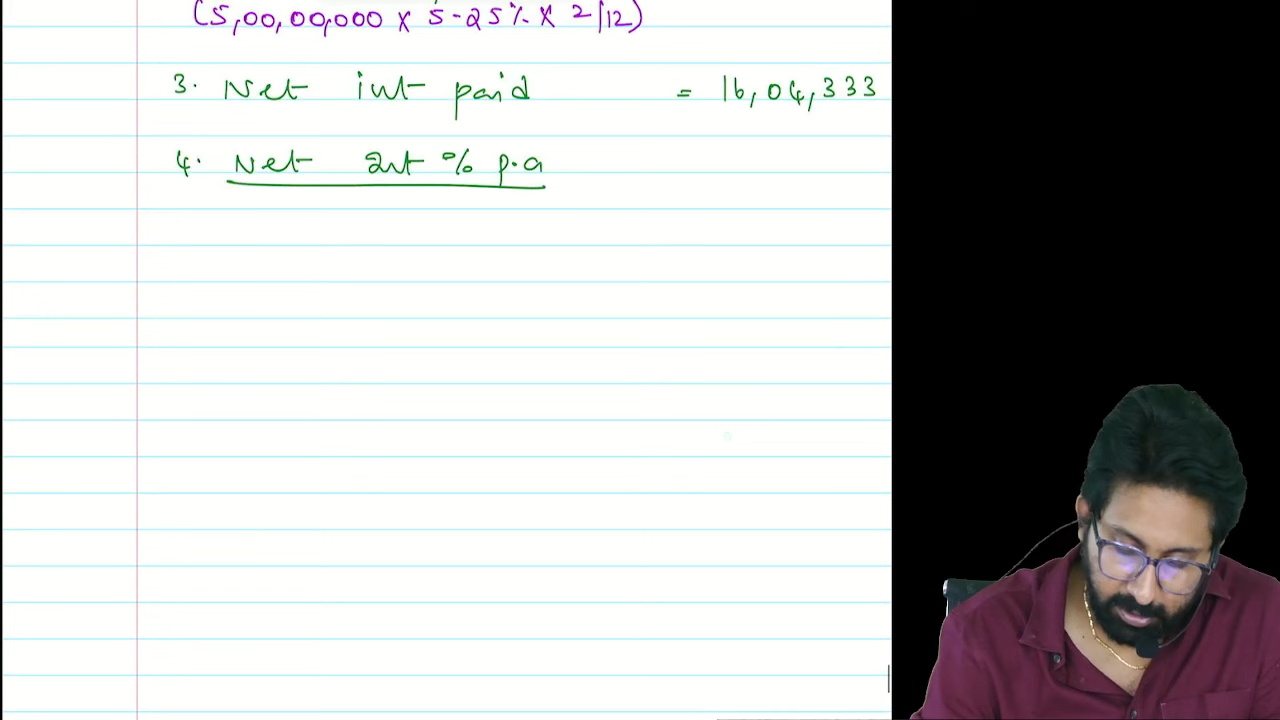 (5,00,00,000 x 5.25% x 2/12)
3. Net int paid = 16,04,333
4. Net Int % p.a